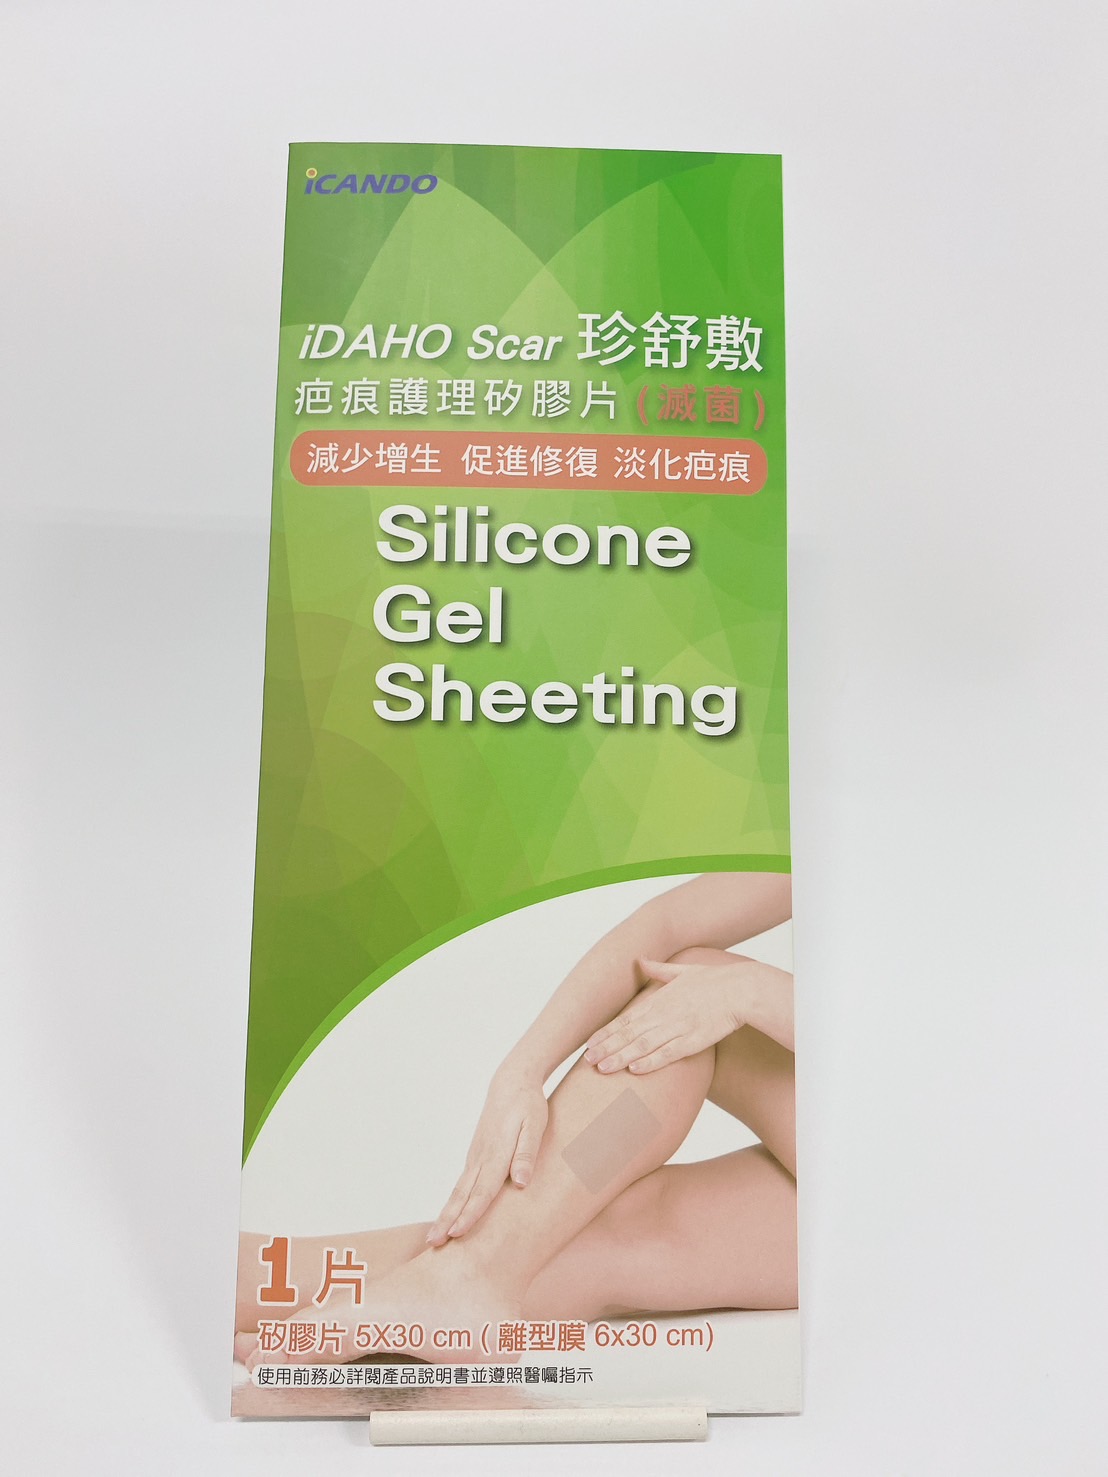 iCANDO
iDAHO Scar 珍舒敷
疤痕護理矽膠片(滅菌)
減少增生 促進修復 淡化疤痕
Silicone
Gel
Sheeting
1片
矽膠片 5X30 cm ( 離型膜 6x30 cm)
使用前務必詳閱產品說明書並遵照醫囑指示